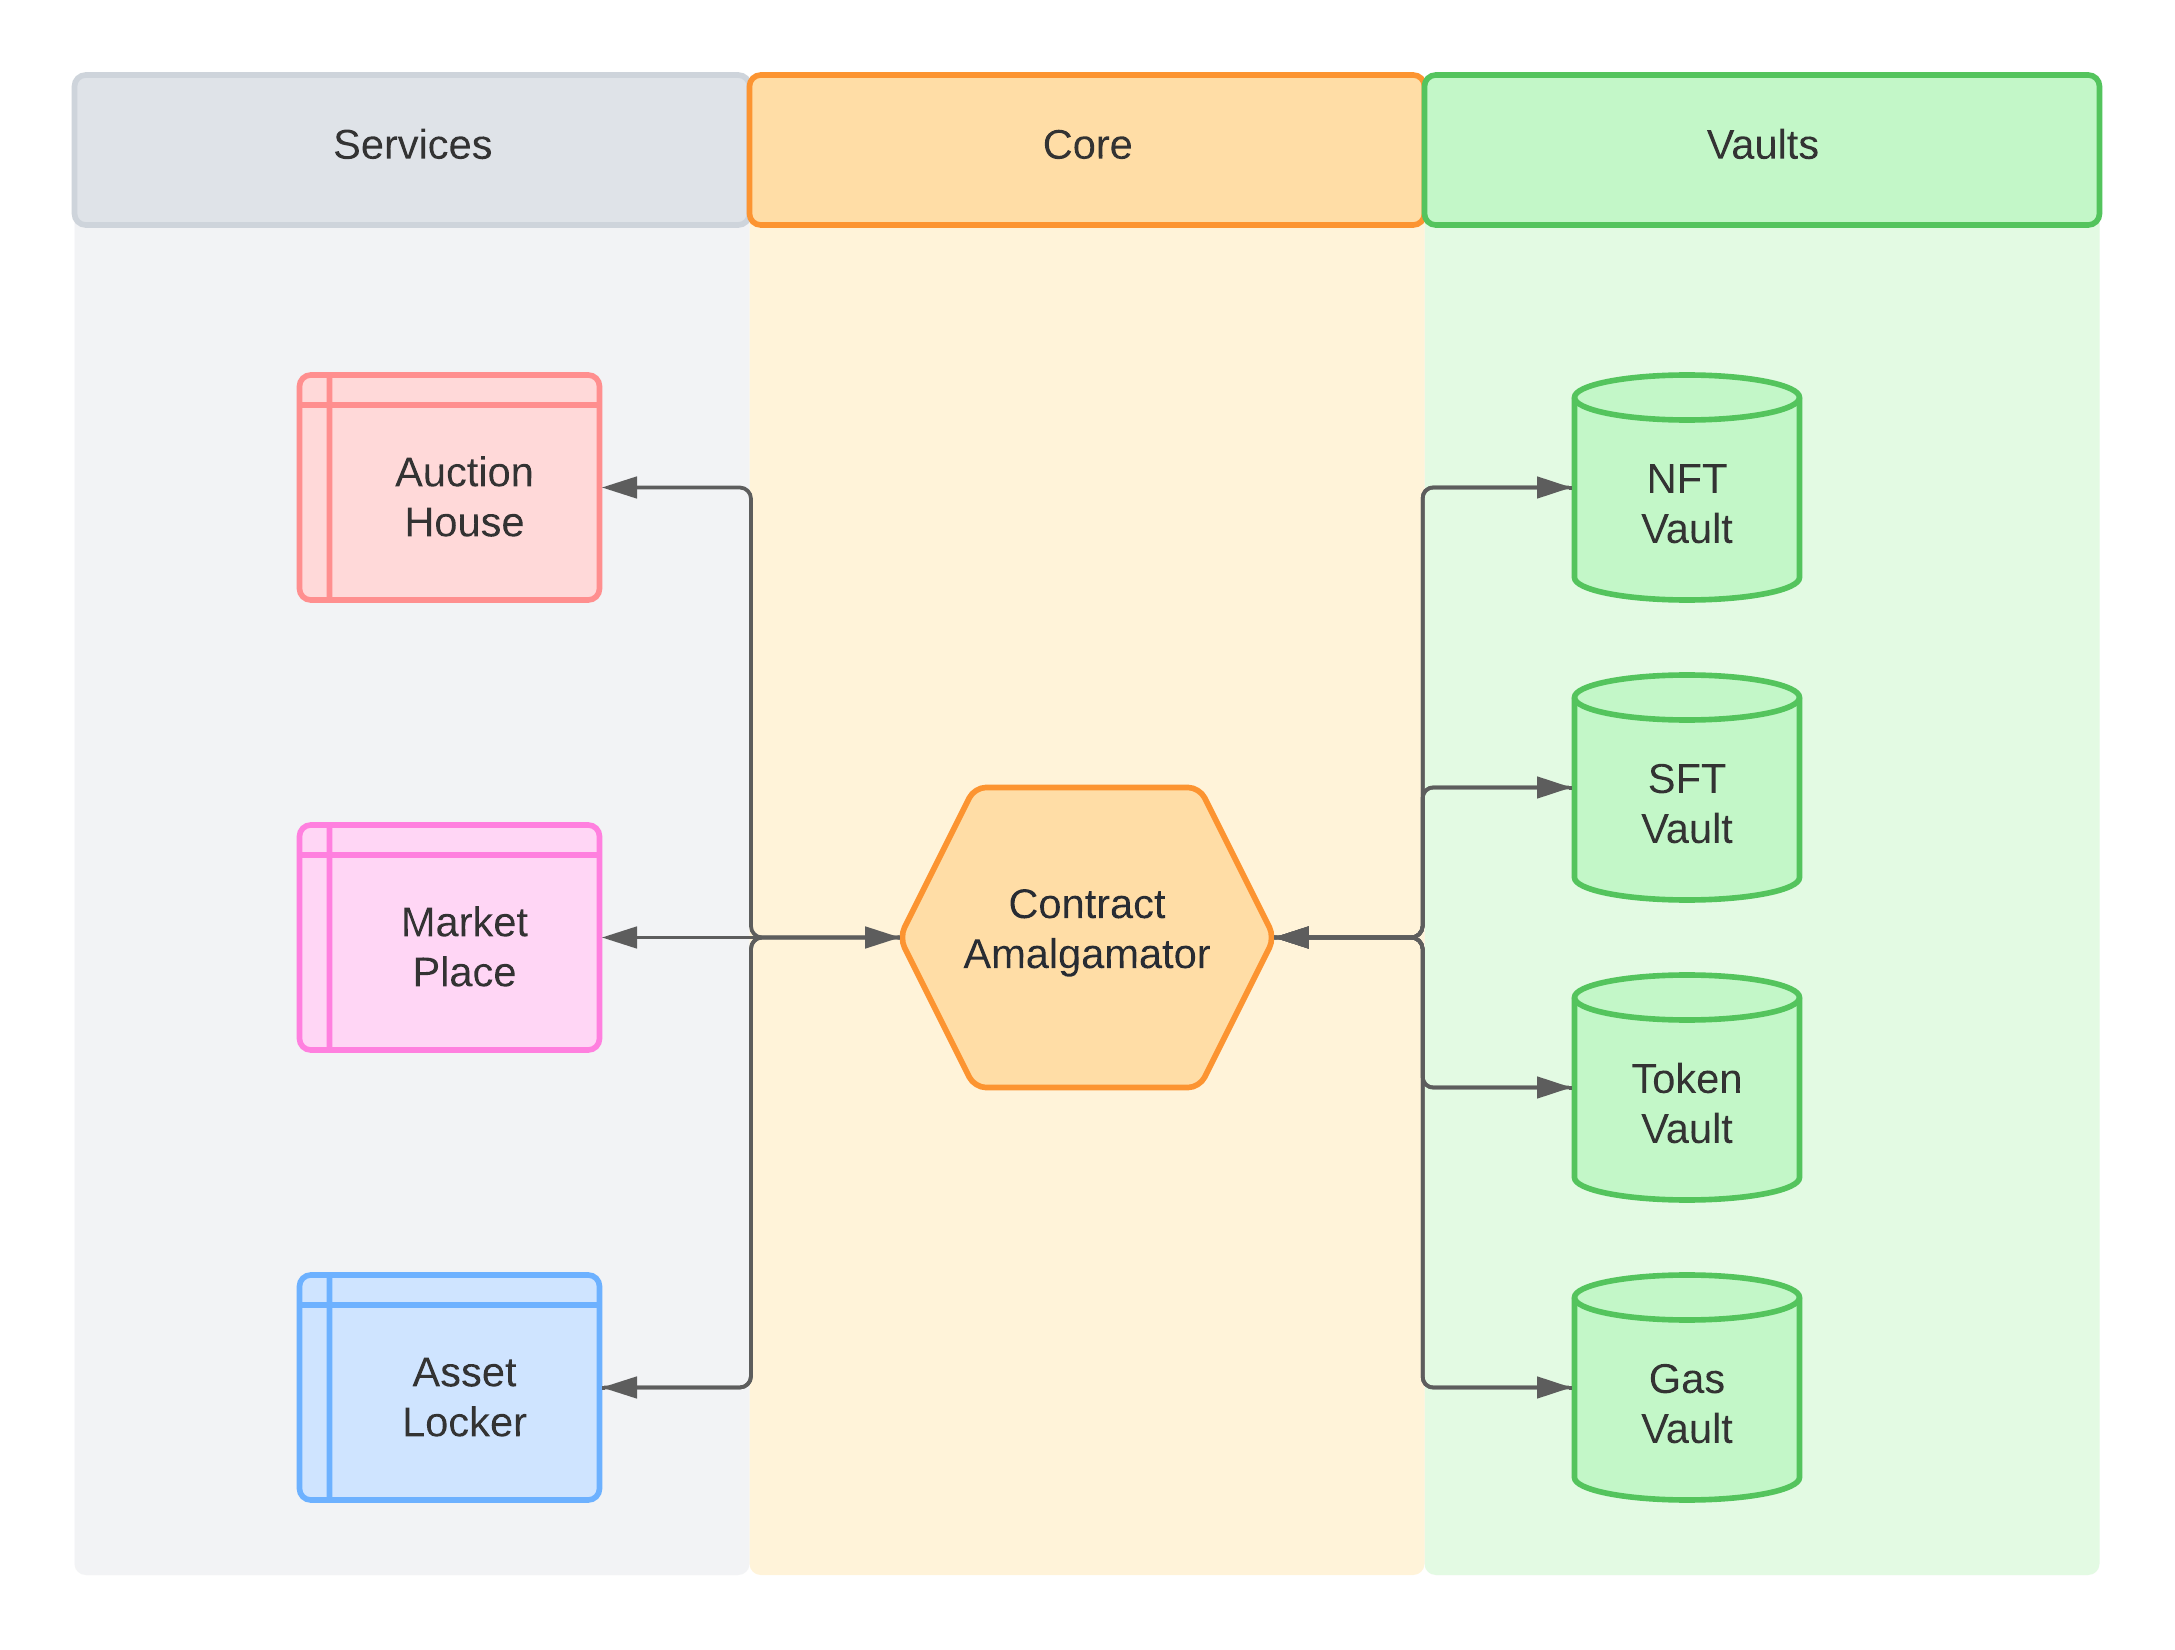 Services
Core
Vaults
Auction
House
Market
Place
Asset
Locker
Contract
Amalgamator
NFT
Vault
SFT
Vault
Token
Vault
Gas
Vault